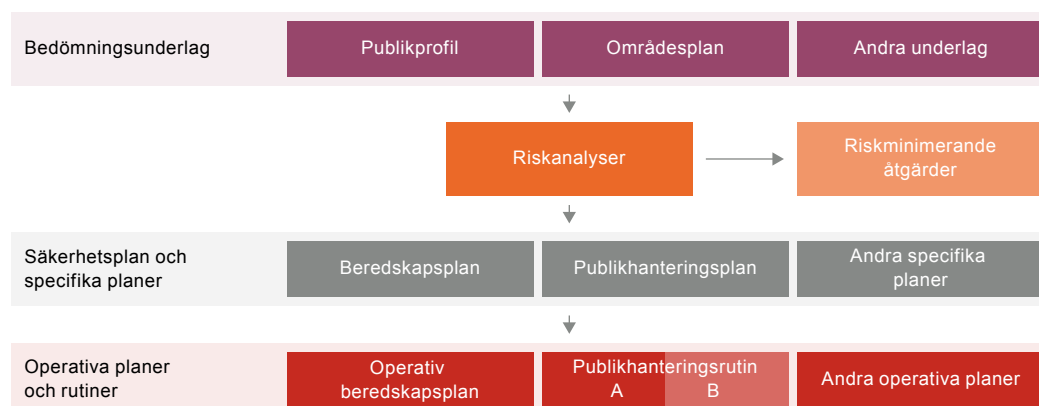 Bedömningsunderlag
Publikprofil
Områdesplan
Andra underlag
Riskanalyser
Riskminimerande
åtgärder
Säkerhetsplan och
specifika planer
Beredskapsplan
Publikhanteringsplan
Andra specifika
planer
Operativa planer
och rutiner
Operativ
beredskapsplan
Publikhanteringsrutin
A B
Andra operativa planer